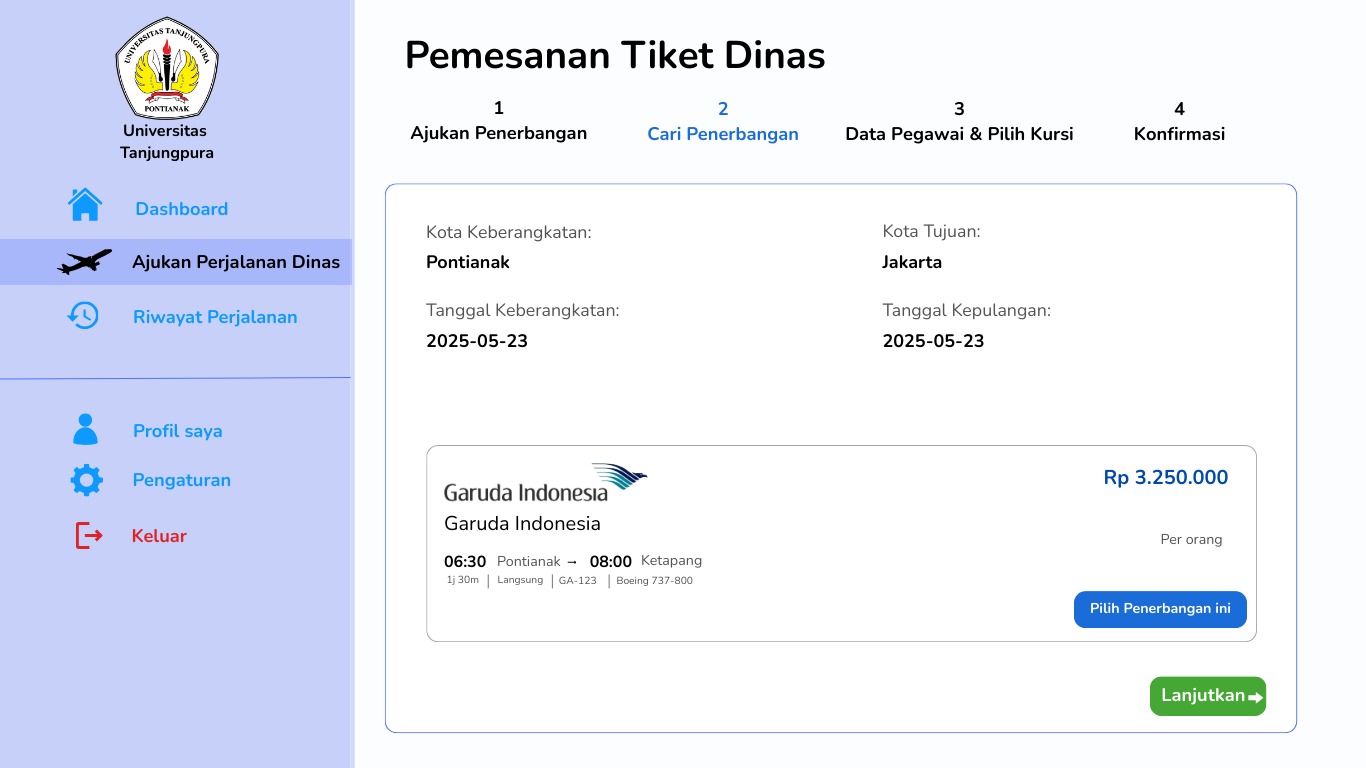 UNIVERSITAS TANJUNGPURA
PONTIANAK
Universitas
Tanjungpura
Dashboard
Ajukan Perjalanan Dinas
Riwayat Perjalanan
Profil saya
Pengaturan
Keluar
Pemesanan Tiket Dinas
1 2 3 4
Ajukan Penerbangan Cari Penerbangan Data Pegawai & Pilih Kursi Konfirmasi
Kota Keberangkatan: Kota Tujuan:
Pontianak Jakarta
Tanggal Keberangkatan: Tanggal Kepulangan:
2025-05-23 2025-05-23
Garuda Indonesia Rp 3.250.000
Garuda Indonesia
Per orang
06:30 Pontianak → 08:00 Ketapang
1j 30m | Langsung | GA-123 | Boeing 737-800
Pilih Penerbangan ini
Lanjutkan